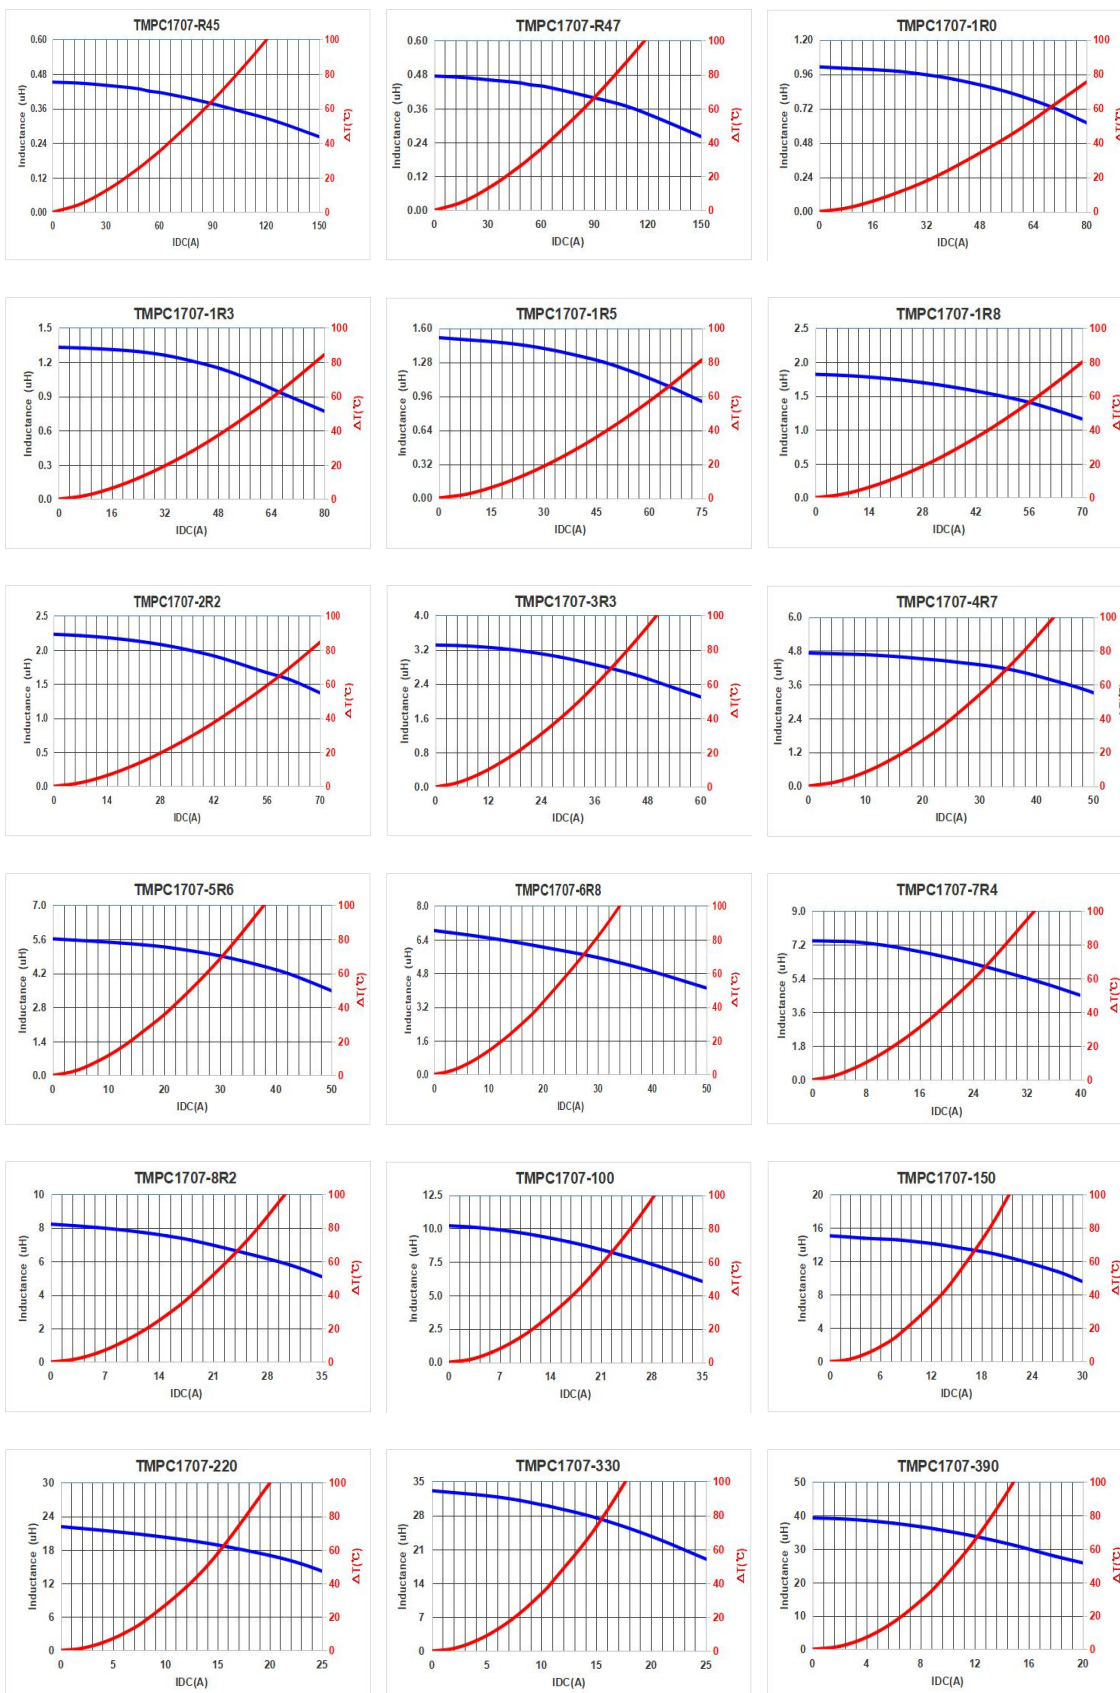 TMPC1707-R45
0.60 0.48 0.36 0.24 0.12 0.00
Inductance (uH)
100 80 60 40 20 0
ΔT(℃)
0 30 60 90 120 150
IDC(A)
TMPC1707-R47
0.60 0.48 0.36 0.24 0.12 0.00
Inductance (uH)
100 80 60 40 20 0
ΔT(℃)
0 30 60 90 120 150
IDC(A)
TMPC1707-1R0
1.20 0.96 0.72 0.48 0.24 0.00
Inductance (uH)
100 80 60 40 20 0
ΔT(℃)
0 16 32 48 64 80
IDC(A)
TMPC1707-1R3
1.5 1.2 0.9 0.6 0.3 0.0
Inductance (uH)
100 80 60 40 20 0
ΔT(℃)
0 16 32 48 64 80
IDC(A)
TMPC1707-1R5
1.60 1.28 0.96 0.64 0.32 0.00
Inductance (uH)
100 80 60 40 20 0
ΔT(℃)
0 15 30 45 60 75
IDC(A)
TMPC1707-1R8
2.5 2.0 1.5 1.0 0.5 0.0
Inductance (uH)
100 80 60 40 20 0
ΔT(℃)
0 14 28 42 56 70
IDC(A)
TMPC1707-2R2
2.5 2.0 1.5 1.0 0.5 0.0
Inductance (uH)
100 80 60 40 20 0
ΔT(℃)
0 14 28 42 56 70
IDC(A)
TMPC1707-3R3
4.0 3.2 2.4 1.6 0.8 0.0
Inductance (uH)
100 80 60 40 20 0
ΔT(℃)
0 12 24 36 48 60
IDC(A)
TMPC1707-4R7
6.0 4.8 3.6 2.4 1.2 0.0
Inductance (uH)
100 80 60 40 20 0
0 10 20 30 40 50
IDC(A)
TMPC1707-5R6
7.0 5.6 4.2 2.8 1.4 0.0
Inductance (uH)
100 80 60 40 20 0
ΔT(℃)
0 10 20 30 40 50
IDC(A)
TMPC1707-6R8
8.0 6.4 4.8 3.2 1.6 0.0
Inductance (uH)
100 80 60 40 20 0
ΔT(℃)
0 10 20 30 40 50
IDC(A)
TMPC1707-7R4
9.0 7.2 5.4 3.6 1.8 0.0
Inductance (uH)
100 80 60 40 20 0
ΔT(℃)
0 8 16 24 32 40
IDC(A)
TMPC1707-8R2
10 8 6 4 2 0
Inductance (uH)
100 80 60 40 20 0
ΔT(℃)
0 7 14 21 28 35
IDC(A)
TMPC1707-100
12.5 10.0 7.5 5.0 2.5 0.0
Inductance (uH)
100 80 60 40 20 0
ΔT(℃)
0 7 14 21 28 35
IDC(A)
TMPC1707-150
20 16 12 8 4 0
Inductance (uH)
100 80 60 40 20 0
ΔT(℃)
0 6 12 18 24 30
IDC(A)
TMPC1707-220
30 24 18 12 6 0
Inductance (uH)
100 80 60 40 20 0
ΔT(℃)
0 5 10 15 20 25
IDC(A)
TMPC1707-330
35 28 21 14 7 0
Inductance (uH)
100 80 60 40 20 0
ΔT(℃)
0 5 10 15 20 25
IDC(A)
TMPC1707-390
50 40 30 20 10 0
Inductance (uH)
100 80 60 40 20 0
ΔT(℃)
0 4 8 12 16 20
IDC(A)